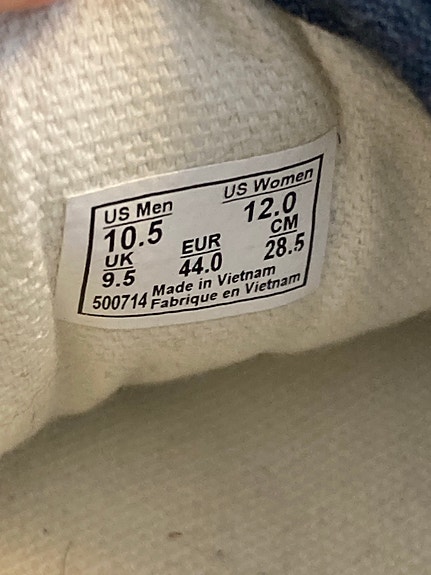 US Men US Women
10.5 12.0
UK EUR CM
9.5 44.0 28.5
500714 Made in Vietnam
Fabrique en Vietnam